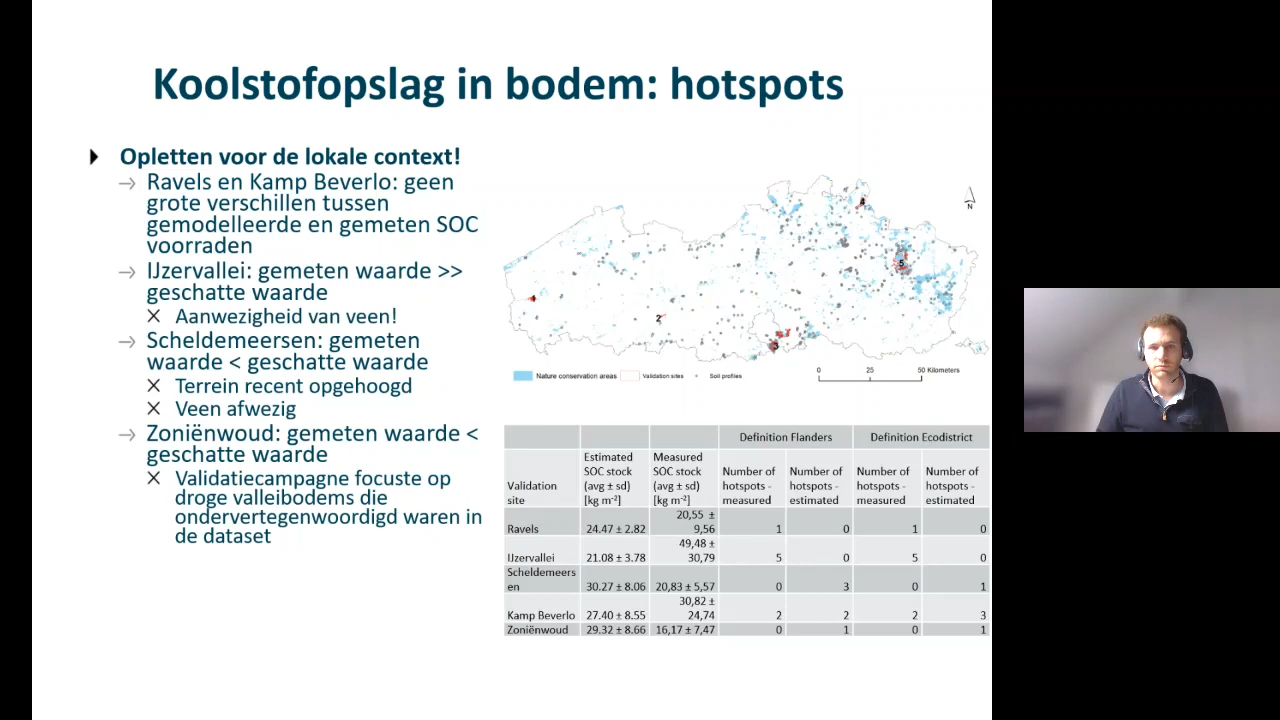 Koolstofopslag in bodem: hotspots
Opletten voor de lokale context!
Ravels en Kamp Beverlo: geen
grote verschillen tussen
gemodelleerde en gemeten SOC
voorraden
IJzervallei: gemeten waarde >>
geschatte waarde
Aanwezigheid van veen!
Scheldemeersen: gemeten
waarde < geschatte waarde
Terrein recent opgehoogd
Veen afwezig
Zoniënwoud: gemeten waarde <
geschatte waarde
Validatiecampagne focuste op
droge valleibodems die
ondervertegenwoordigd waren in
de dataset
N
4
5
1
2
3
Nature conservation areas
Validation sites
Soil profiles
0 25 50 Kilometers
Definition Flanders Definition Ecodistrict
Validation site Estimated SOC stock (avg ± sd) [kg m⁻²] Measured SOC stock (avg ± sd) [kg m⁻²] Number of hotspots - measured Number of hotspots - estimated Number of hotspots - measured Number of hotspots - estimated
Ravels 24.47 ± 2.82 20,55 ± 9,56 1 0 1 0
IJzervallei 21.08 ± 3.78 49,48 ± 30,79 5 0 5 0
Scheldemeersen 30.27 ± 8.06 20,83 ± 5,57 0 3 0 1
Kamp Beverlo 27.40 ± 8.55 30,82 ± 24,74 2 2 2 3
Zoniënwoud 29.32 ± 8.66 16,17 ± 7,47 0 1 0 1